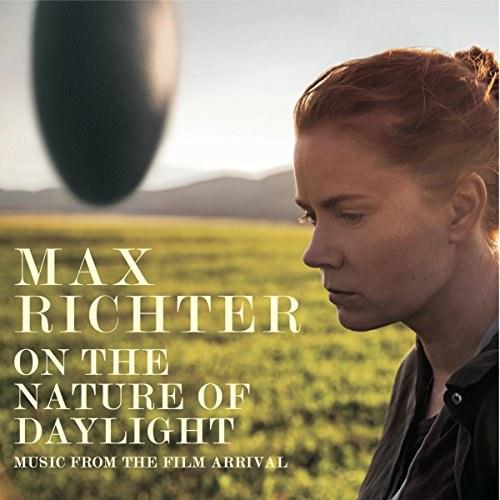 MAX
RICHTER
ON THE
NATURE OF
DAYLIGHT
MUSIC FROM THE FILM ARRIVAL